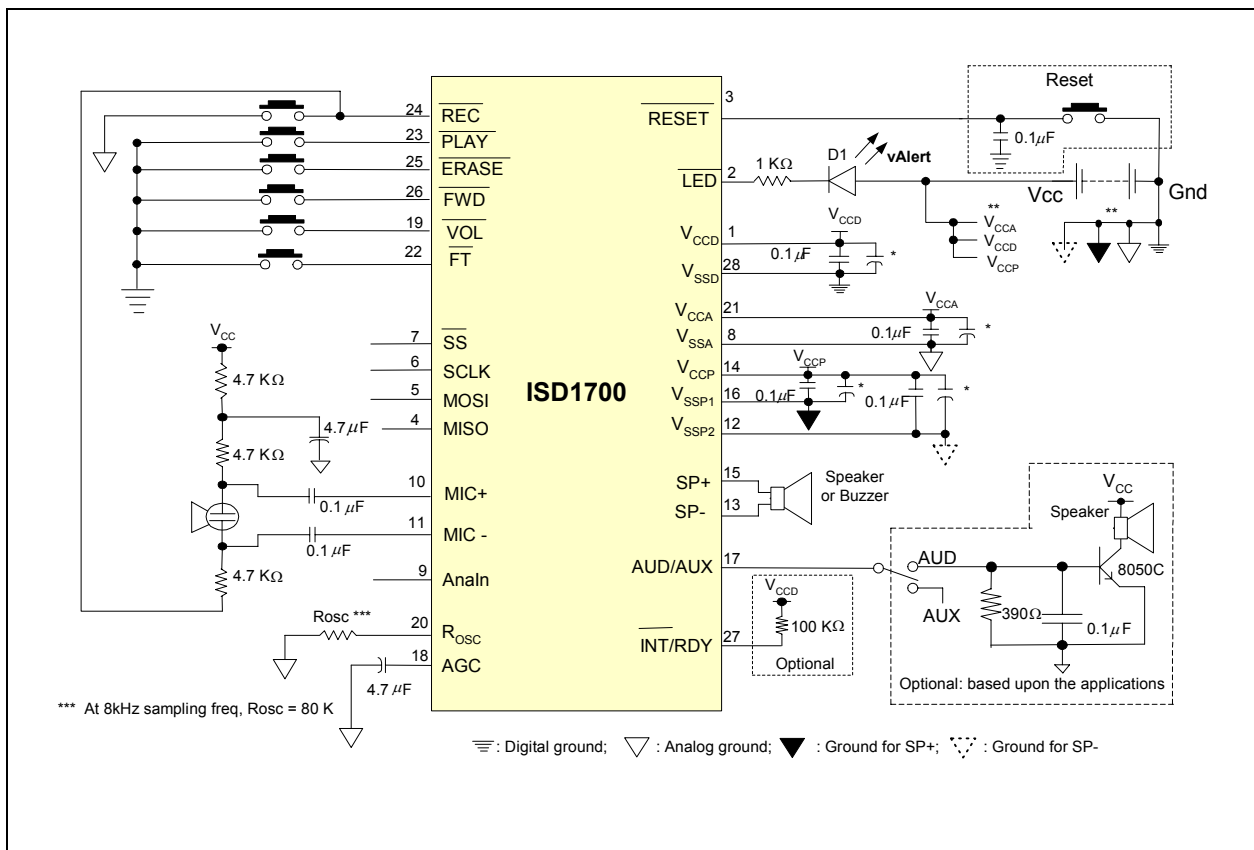 Reset
3
RESET
0.1µF
24
REC
23
PLAY
25
ERASE
26
FWD
19
VOL
22
FT
D1
vAlert
1 KΩ
2
LED
Vcc
Gnd
**
VCCA
VCCD
VCCP
**
VCCD
1
VCCD
0.1µF
*
28
VSSD
VCCA
21
VCCA
0.1µF
*
8
VSSA
VCCP
14
VCCP
0.1µF
*
0.1µF
*
16
VSSP1
12
VSSP2
ISD1700
VCC
4.7 KΩ
4.7µF
4.7 KΩ
7
SS
6
SCLK
5
MOSI
4
MISO
10
MIC+
0.1µF
11
MIC -
0.1µF
4.7 KΩ
9
AnaIn
Rosc ***
20
ROSC
18
AGC
4.7µF
15
SP+
13
SP-
Speaker
or Buzzer
17
AUD/AUX
AUD
AUX
VCC
Speaker
8050C
390Ω
0.1µF
Optional: based upon the applications
VCCD
100 KΩ
27
INT/RDY
Optional
*** At 8kHz sampling freq, Rosc = 80 K
: Digital ground; : Analog ground; : Ground for SP+; : Ground for SP-